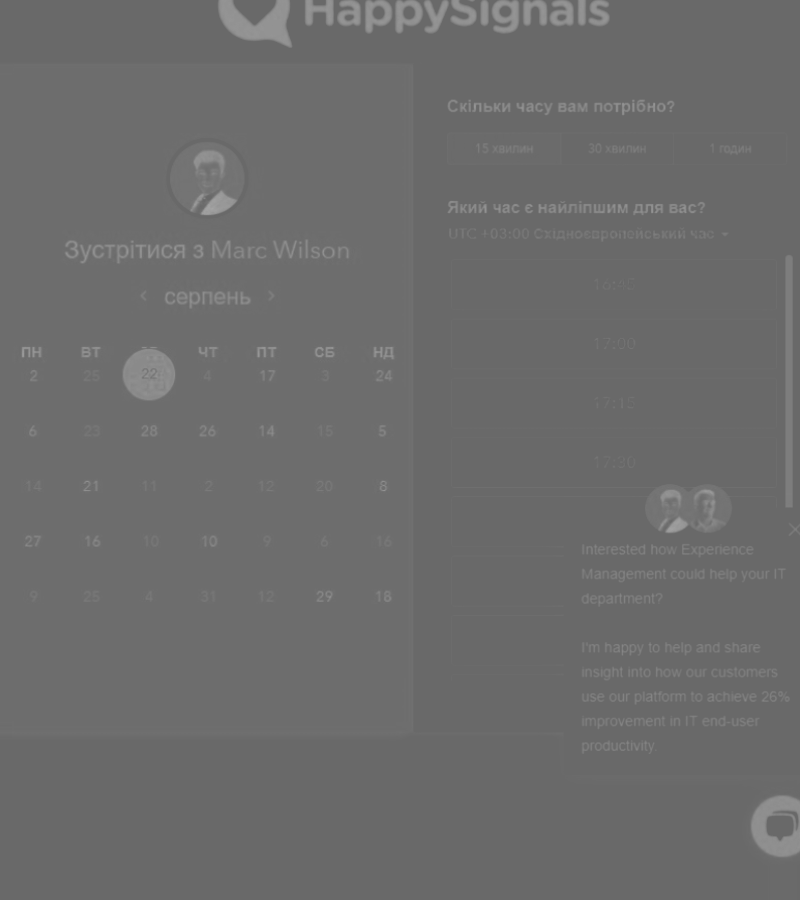 HappySignals
Зустрітися з Marc Wilson
серпень
ПН ВТ ЧТ ПТ СБ НД
2 25 22 4 17 3 24
6 23 28 26 14 15 5
14 21 11 2 12 20 8
27 16 10 10 9 6 16
9 25 4 31 12 29 18
Скільки часу вам потрібно?
15 хвилин 30 хвилин 1 годин
Який час є найліпшим для вас?
UTC +03:00 Східноєвропейський час
16:45
17:00
17:15
17:30
Interested how Experience
Management could help your IT
department?
I'm happy to help and share
insight into how our customers
use our platform to achieve 26%
improvement in IT end-user
productivity